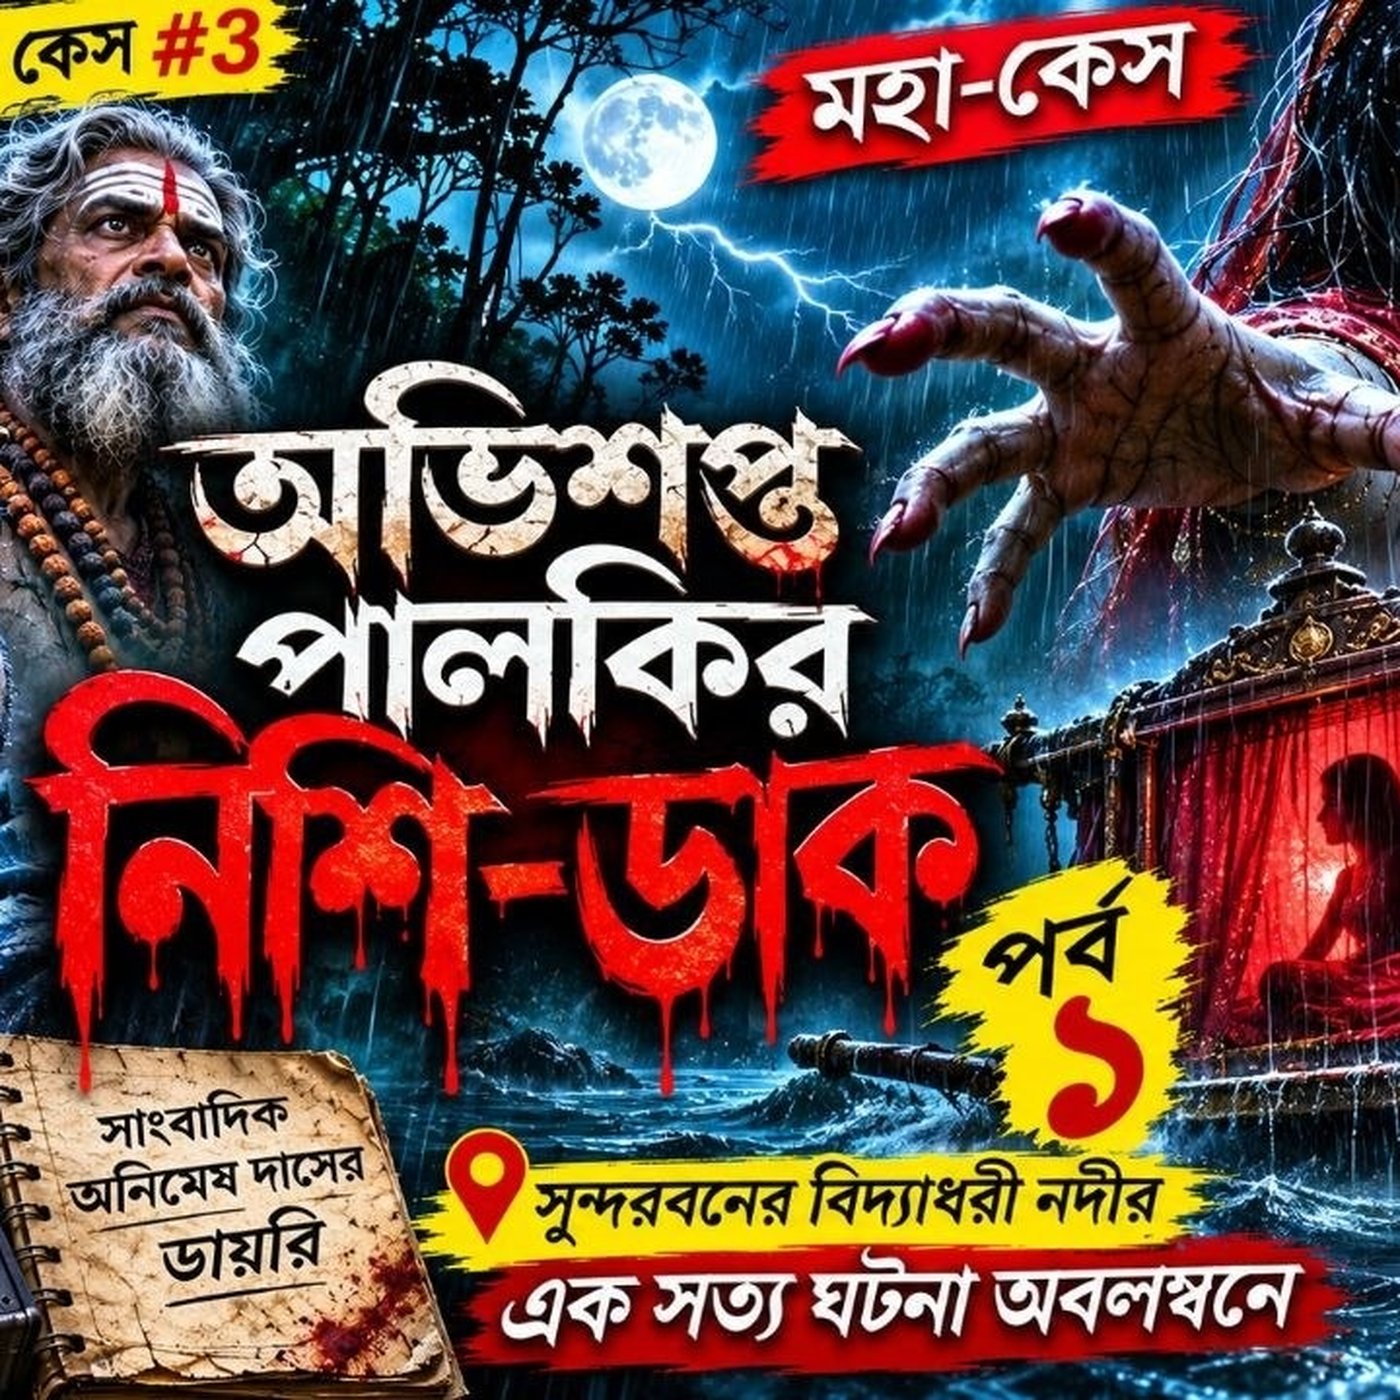 কেস #3
মহা-কেস
অভিশপ্ত
পালকির
নিশি-ডাক
পর্ব
১
সাংবাদিক
অনিমেষ দাসের
ডায়রি
সুন্দরবনের বিদ্যাধরী নদীর
এক সত্য ঘটনা অবলম্বনে